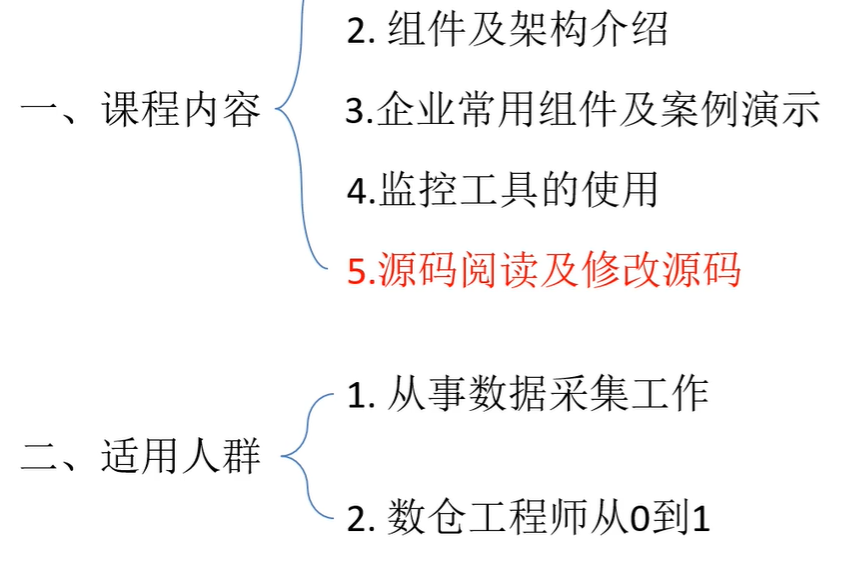 2. 组件及架构介绍
一、课程内容
3.企业常用组件及案例演示
4.监控工具的使用
5.源码阅读及修改源码
1. 从事数据采集工作
二、适用人群
2. 数仓工程师从0到1